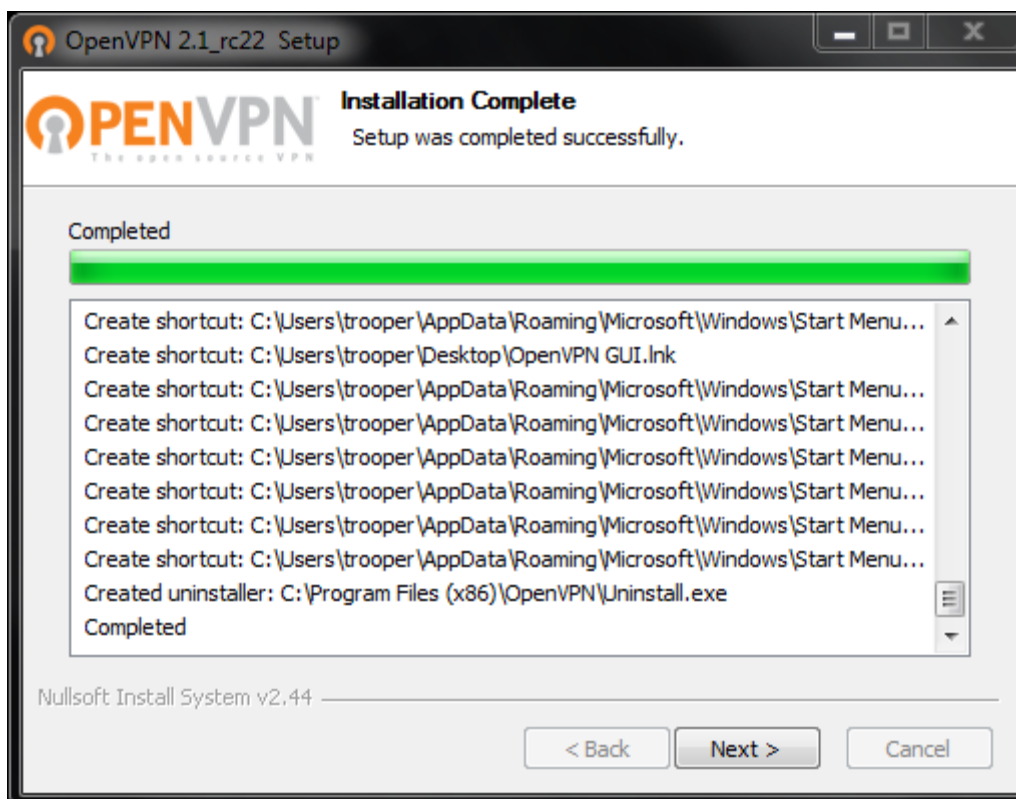 OpenVPN 2.1_rc22 Setup
OPENVPN™
The open source VPN
Installation Complete
Setup was completed successfully.
Completed
Create shortcut: C:\Users\trooper\AppData\Roaming\Microsoft\Windows\Start Menu...
Create shortcut: C:\Users\trooper\Desktop\OpenVPN GUI.lnk
Create shortcut: C:\Users\trooper\AppData\Roaming\Microsoft\Windows\Start Menu...
Create shortcut: C:\Users\trooper\AppData\Roaming\Microsoft\Windows\Start Menu...
Create shortcut: C:\Users\trooper\AppData\Roaming\Microsoft\Windows\Start Menu...
Create shortcut: C:\Users\trooper\AppData\Roaming\Microsoft\Windows\Start Menu...
Create shortcut: C:\Users\trooper\AppData\Roaming\Microsoft\Windows\Start Menu...
Create shortcut: C:\Users\trooper\AppData\Roaming\Microsoft\Windows\Start Menu...
Created uninstaller: C:\Program Files (x86)\OpenVPN\Uninstall.exe
Completed
Nullsoft Install System v2.44
< Back
Next >
Cancel